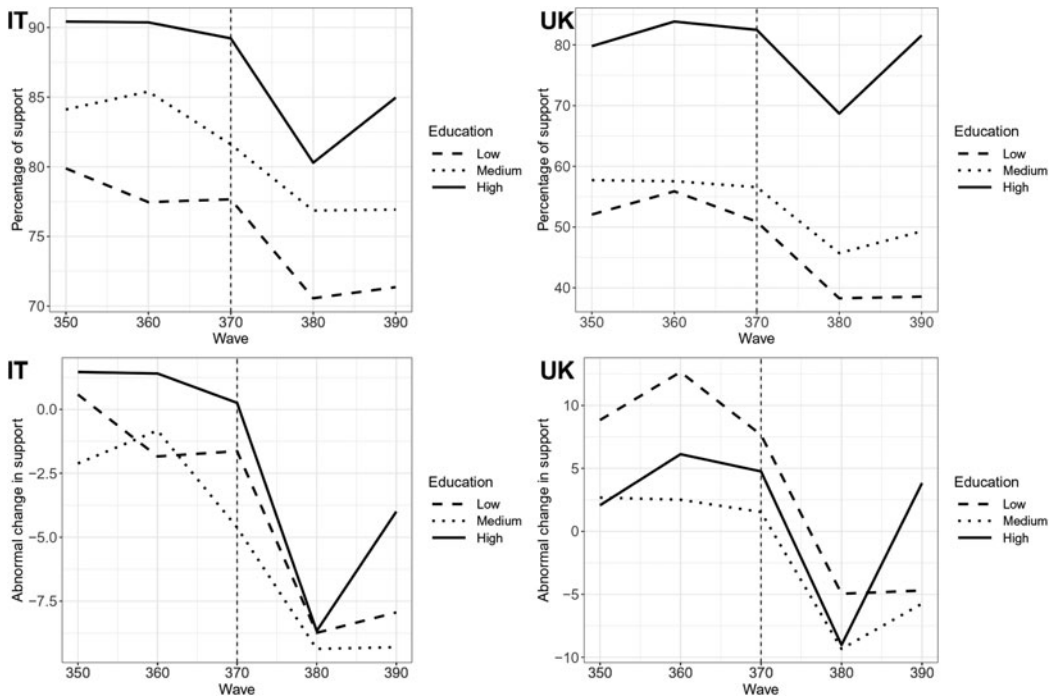 IT
Percentage of support
90
85
80
75
70
350 360 370 380 390
Wave
Education
Low
Medium
High
UK
Percentage of support
80
70
60
50
40
350 360 370 380 390
Wave
Education
Low
Medium
High
IT
Abnormal change in support
0.0
−2.5
−5.0
−7.5
350 360 370 380 390
Wave
Education
Low
Medium
High
UK
Abnormal change in support
10
5
0
−5
−10
350 360 370 380 390
Wave
Education
Low
Medium
High